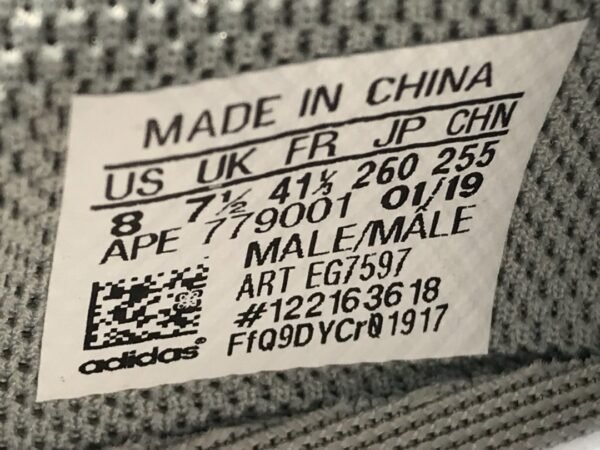 MADE IN CHINA
US UK FR JP CHN
8 7½ 41⅓ 260 255
APE 779001 01/19
MALE/MÂLE
ART EG7597
#122163618
FfQ9DYCr01917
adidas®